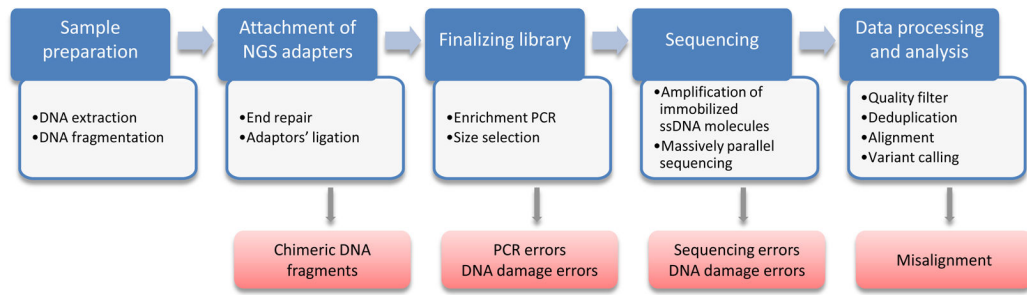 Sample
preparation
•DNA extraction
•DNA fragmentation
Attachment of
NGS adapters
•End repair
•Adaptors’ ligation
Chimeric DNA
fragments
Finalizing library
•Enrichment PCR
•Size selection
PCR errors
DNA damage errors
Sequencing
•Amplification of
immobilized
ssDNA molecules
•Massively parallel
sequencing
Sequencing errors
DNA damage errors
Data processing
and analysis
•Quality filter
•Deduplication
•Alignment
•Variant calling
Misalignment